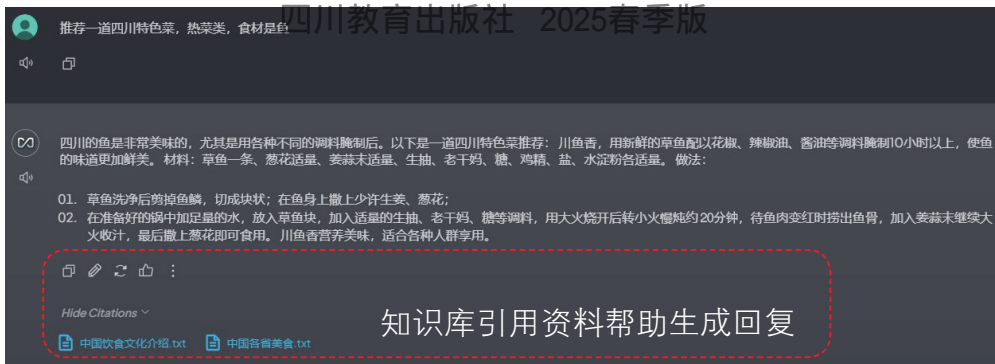 四川教育出版社 2025春季版
推荐一道四川特色菜，热菜类，食材是鱼
四川的鱼是非常美味的，尤其是用各种不同的调料腌制后。以下是一道四川特色菜推荐：川鱼香，用新鲜的草鱼配以花椒、辣椒油、酱油等调料腌制10小时以上，使鱼
的味道更加鲜美。材料：草鱼一条、葱花适量、姜蒜末适量、生抽、老干妈、糖、鸡精、盐、水淀粉各适量。做法：
01. 草鱼洗净后剪掉鱼鳞，切成块状；在鱼身上撒上少许生姜、葱花；
02. 在准备好的锅中加足量的水，放入草鱼块，加入适量的生抽、老干妈、糖等调料，用大火烧开后转小火慢炖约20分钟，待鱼肉变红时捞出鱼骨，加入姜蒜末继续大
火收汁，最后撒上葱花即可食用。川鱼香营养美味，适合各种人群享用。
Hide Citations
知识库引用资料帮助生成回复
中国饮食文化介绍.txt 中国各省美食.txt